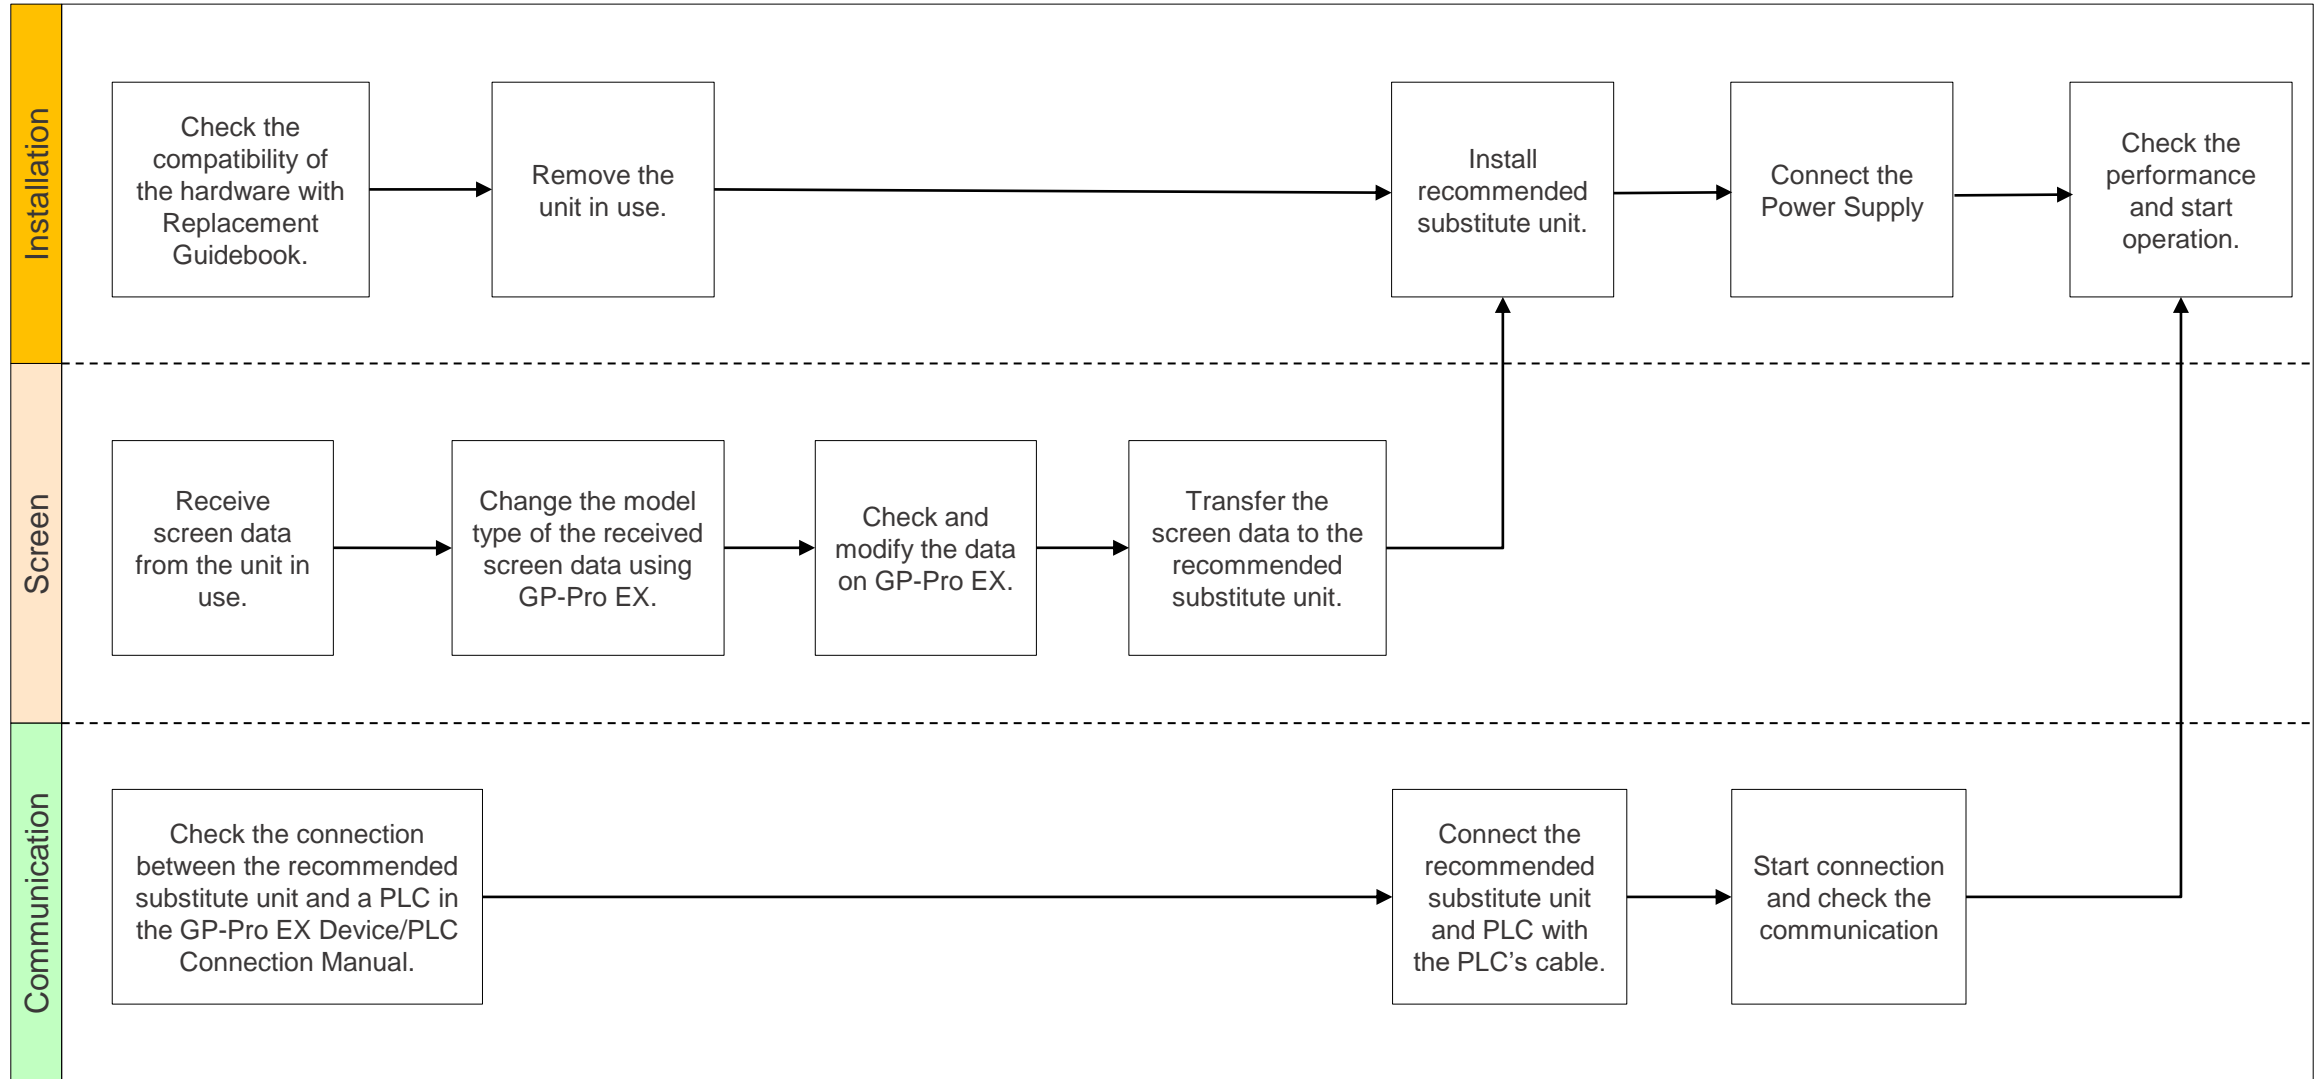 Installation
Check the
compatibility of
the hardware with
Replacement
Guidebook.
Remove the
unit in use.
Install
recommended
substitute unit.
Connect the
Power Supply
Check the
performance
and start
operation.
Screen
Receive
screen data
from the unit in
use.
Change the model
type of the received
screen data using
GP-Pro EX.
Check and
modify the data
on GP-Pro EX.
Transfer the
screen data to the
recommended
substitute unit.
Communication
Check the connection
between the recommended
substitute unit and a PLC in
the GP-Pro EX Device/PLC
Connection Manual.
Connect the
recommended
substitute unit
and PLC with
the PLC’s cable.
Start connection
and check the
communication